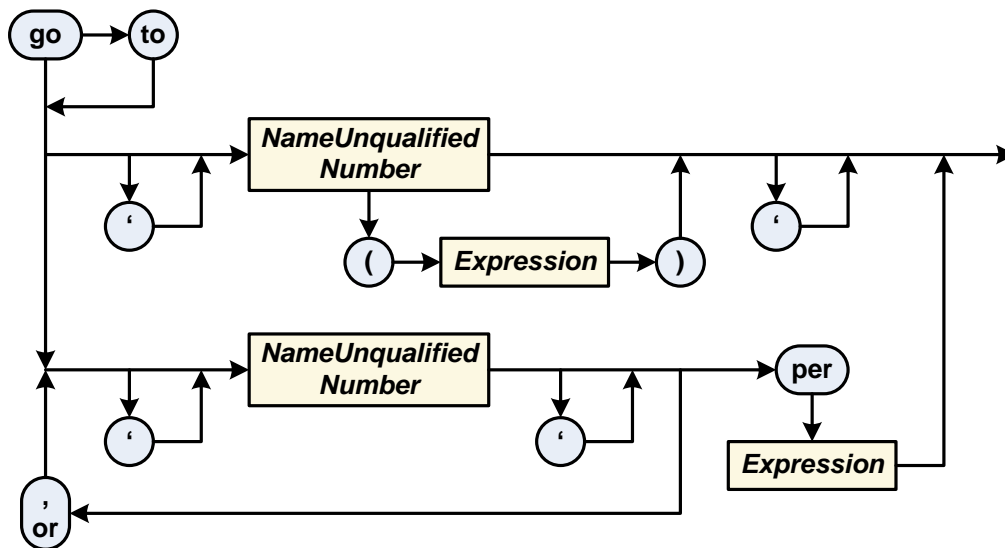 go to
‘ NameUnqualified Number ‘
( Expression )
‘ NameUnqualified Number ‘ per
Expression
, or